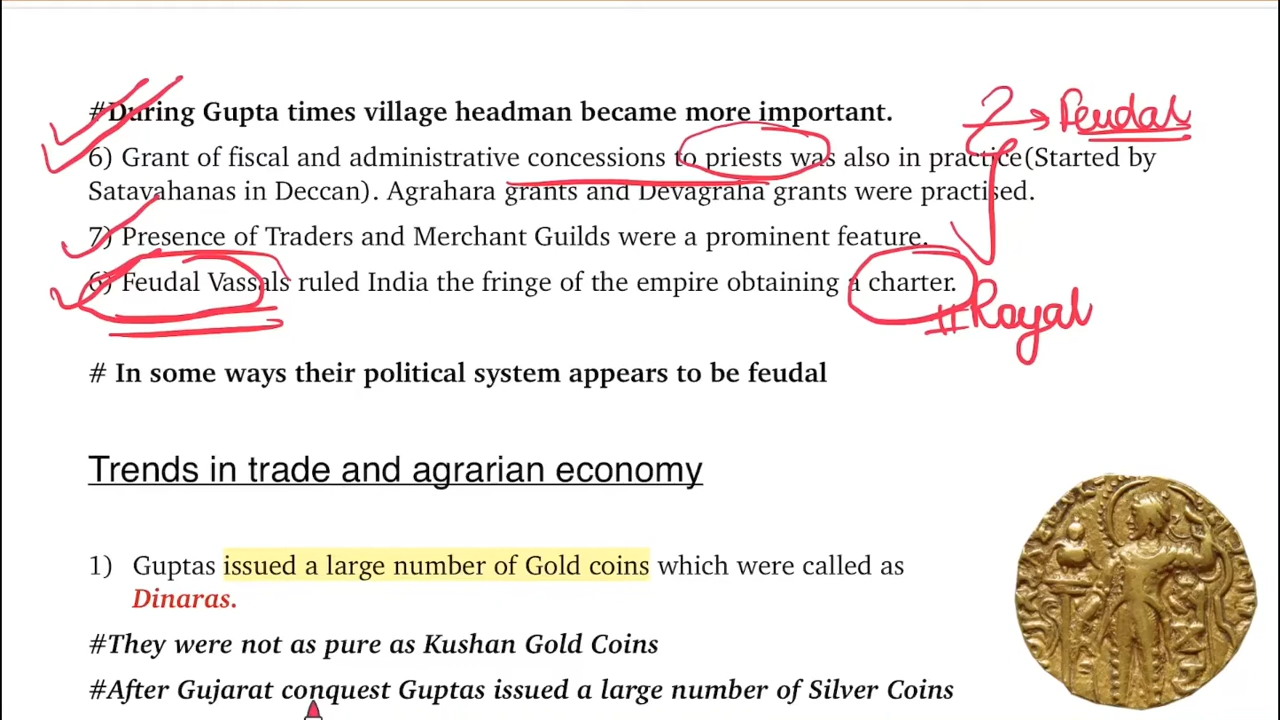 #During Gupta times village headman became more important.
Feudal
6) Grant of fiscal and administrative concessions to priests was also in practice(Started by
Satavahanas in Deccan). Agrahara grants and Devagraha grants were practised.
7) Presence of Traders and Merchant Guilds were a prominent feature.
6) Feudal Vassals ruled India the fringe of the empire obtaining a charter.
#Royal
# In some ways their political system appears to be feudal
Trends in trade and agrarian economy
1) Guptas issued a large number of Gold coins which were called as
Dinaras.
#They were not as pure as Kushan Gold Coins
#After Gujarat conquest Guptas issued a large number of Silver Coins